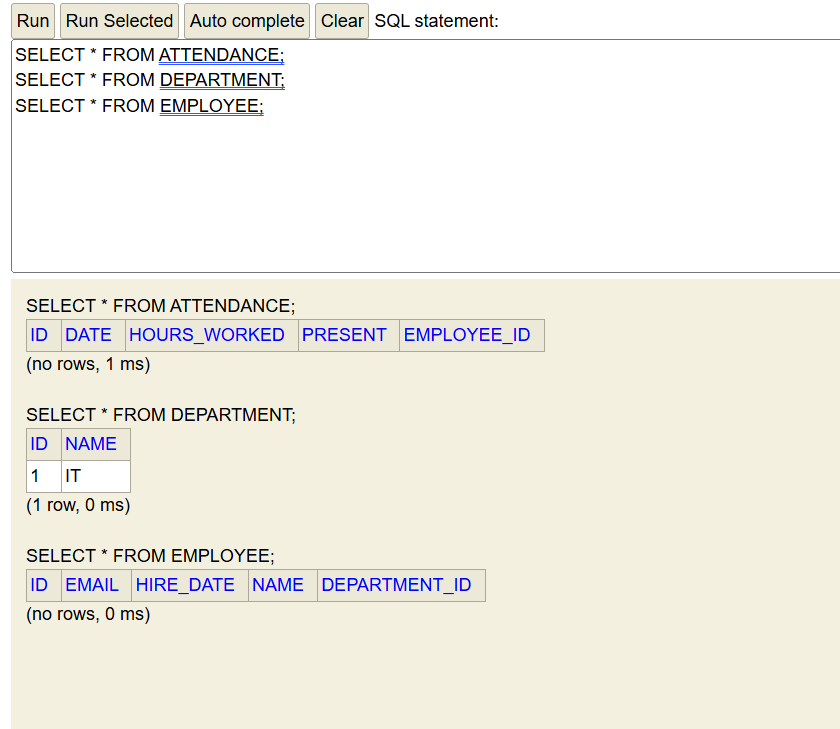 Run Run Selected Auto complete Clear SQL statement:
SELECT * FROM ATTENDANCE;
SELECT * FROM DEPARTMENT;
SELECT * FROM EMPLOYEE;
SELECT * FROM ATTENDANCE;
ID DATE HOURS_WORKED PRESENT EMPLOYEE_ID
(no rows, 1 ms)
SELECT * FROM DEPARTMENT;
ID NAME
1 IT
(1 row, 0 ms)
SELECT * FROM EMPLOYEE;
ID EMAIL HIRE_DATE NAME DEPARTMENT_ID
(no rows, 0 ms)